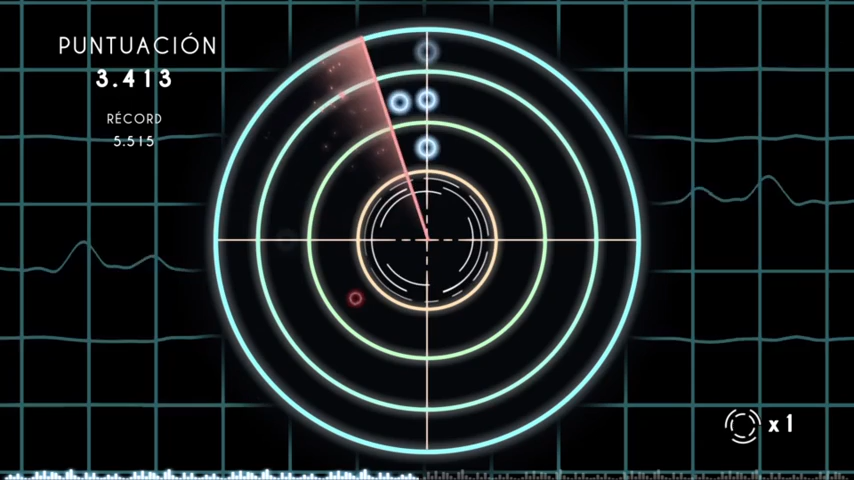 PUNTUACIÓN
3.413
RÉCORD
5.515
x1